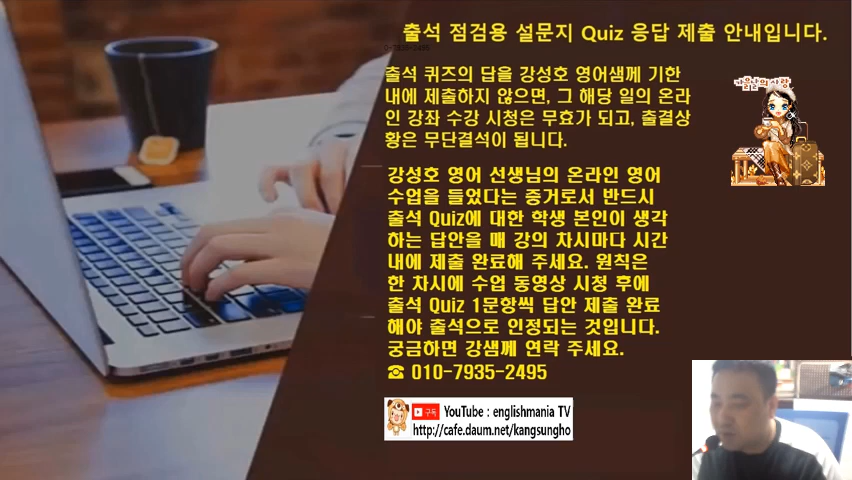 출석 점검용 설문지 Quiz 응답 제출 안내입니다.
출석 퀴즈의 답을 강성호 영어샘께 기한
내에 제출하지 않으면, 그 해당 일의 온라
인 강좌 수강 시청은 무효가 되고, 출결상
황은 무단결석이 됩니다.
가을날의 사랑
강성호 영어 선생님의 온라인 영어
수업을 들었다는 증거로서 반드시
출석 Quiz에 대한 학생 본인이 생각
하는 답안을 매 강의 차시마다 시간
내에 제출 완료해 주세요. 원칙은
한 차시에 수업 동영상 시청 후에
출석 Quiz 1문항씩 답안 제출 완료
해야 출석으로 인정되는 것입니다.
궁금하면 강샘께 연락 주세요.
☎ 010-7935-2495
구독 YouTube : englishmania TV
http://cafe.daum.net/kangsungho